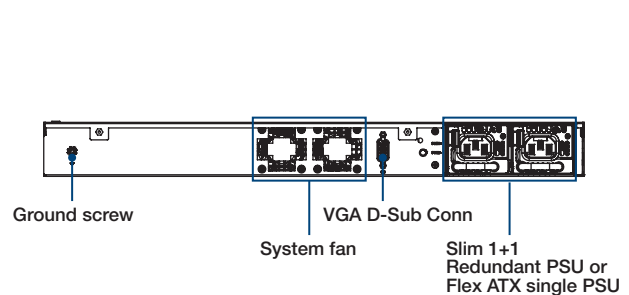 Ground screw
VGA D-Sub Conn
System fan
Slim 1+1
Redundant PSU or
Flex ATX single PSU